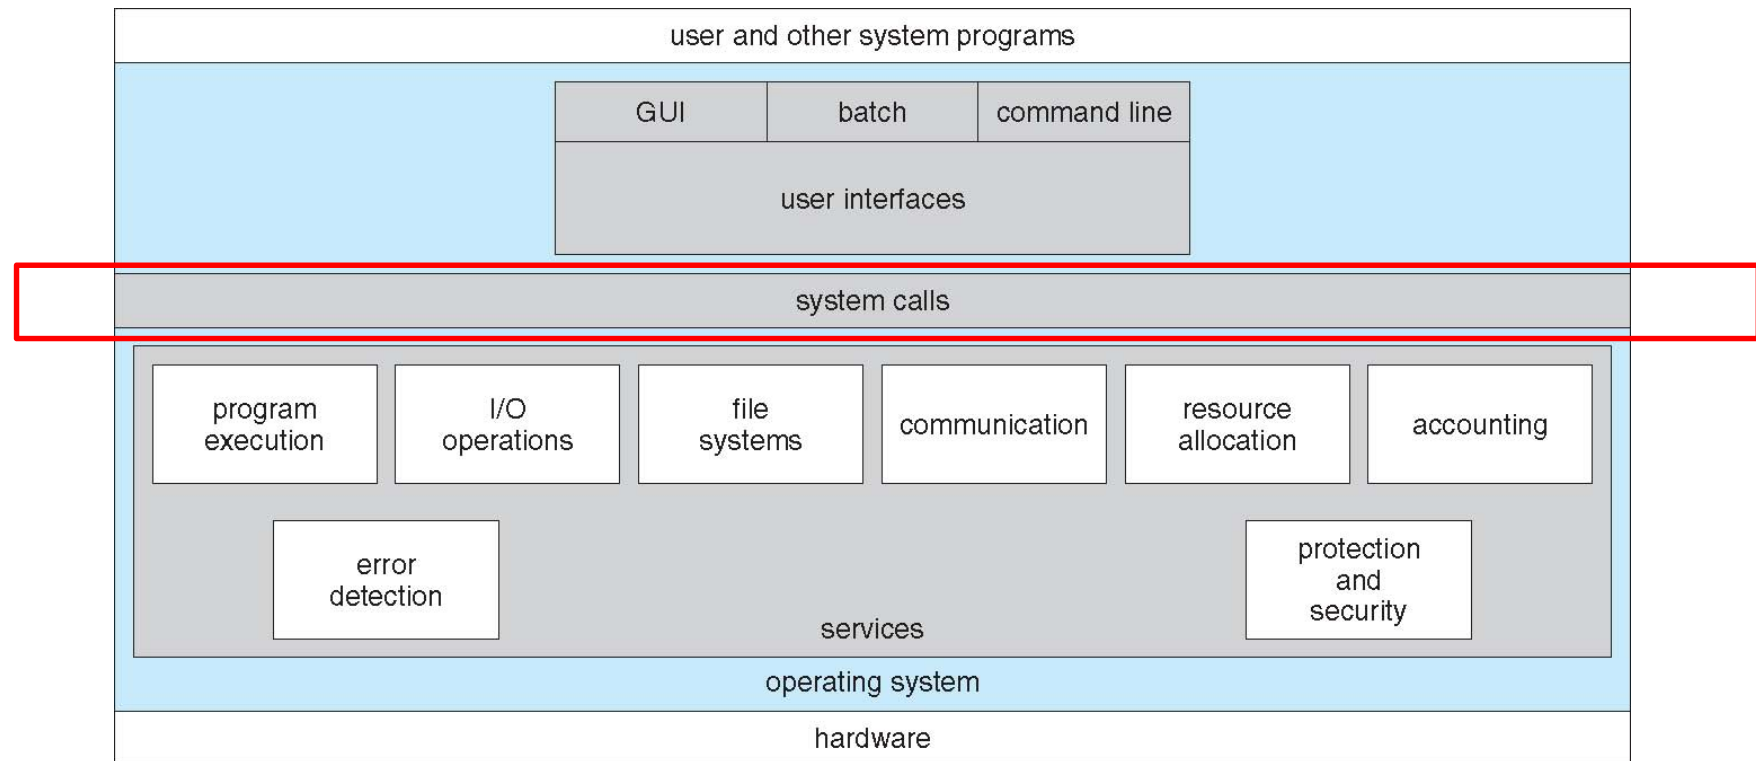 user and other system programs
GUI
batch
command line
user interfaces
system calls
program
execution
I/O
operations
file
systems
communication
resource
allocation
accounting
error
detection
protection
and
security
services
operating system
hardware